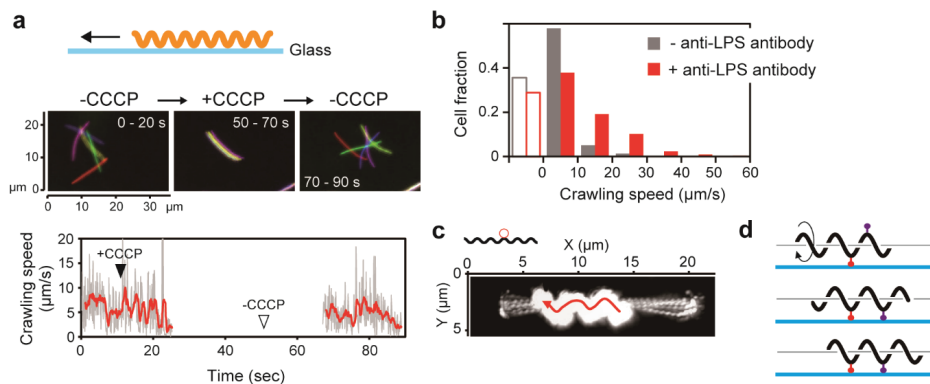 a
Glass
-CCCP
+CCCP
-CCCP
0 - 20 s
50 - 70 s
70 - 90 s
20
10
0
μm
0 10 20 30 μm
Crawling speed
μm/s
20
15
10
5
0
+CCCP
-CCCP
0 20 40 60 80
Time (sec)
b
Cell fraction
0.4
0.2
0
- anti-LPS antibody
+ anti-LPS antibody
0 10 20 30 40 50 60
Crawling speed (μm/s)
c
X (μm)
0 5 10 15 20
Y (μm)
0
5
d